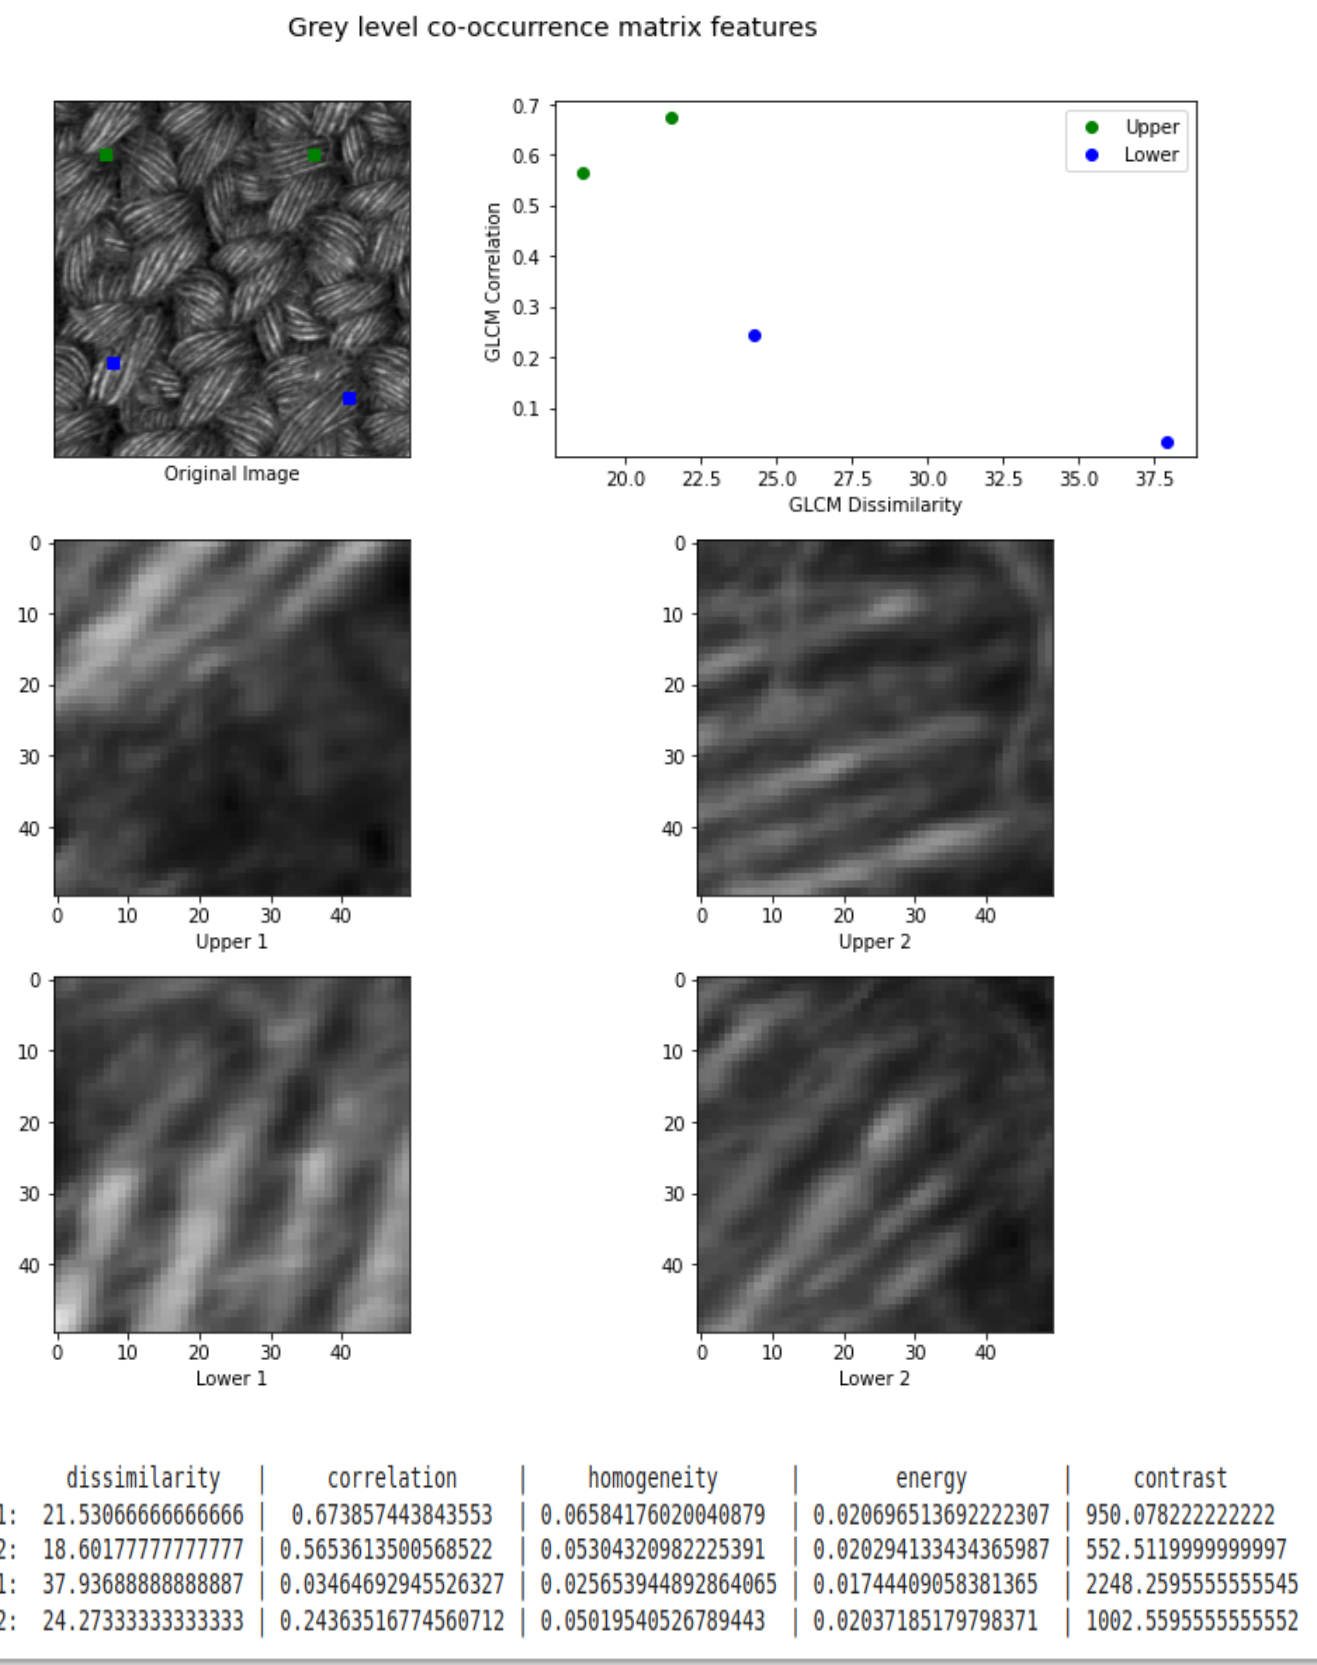 Grey level co-occurrence matrix features
0.7
0.6
0.5
0.4
0.3
0.2
0.1
GLCM Correlation
Upper
Lower
20.0 22.5 25.0 27.5 30.0 32.5 35.0 37.5
GLCM Dissimilarity
Original Image
0
10
20
30
40
0 10 20 30 40
Upper 1
0
10
20
30
40
0 10 20 30 40
Upper 2
0
10
20
30
40
0 10 20 30 40
Lower 1
0
10
20
30
40
0 10 20 30 40
Lower 2
dissimilarity | correlation | homogeneity | energy | contrast
1: 21.53066666666666 | 0.673857443843553 | 0.06584176020040879 | 0.020696513692222307 | 950.078222222222
2: 18.60177777777777 | 0.5653613500568522 | 0.05304320982225391 | 0.020294133434365987 | 552.5119999999997
1: 37.93688888888887 | 0.03464692945526327 | 0.025653944892864065 | 0.01744409058381365 | 2248.2595555555545
2: 24.27333333333333 | 0.24363516774560712 | 0.05019540526789443 | 0.02037185179798371 | 1002.5595555555552